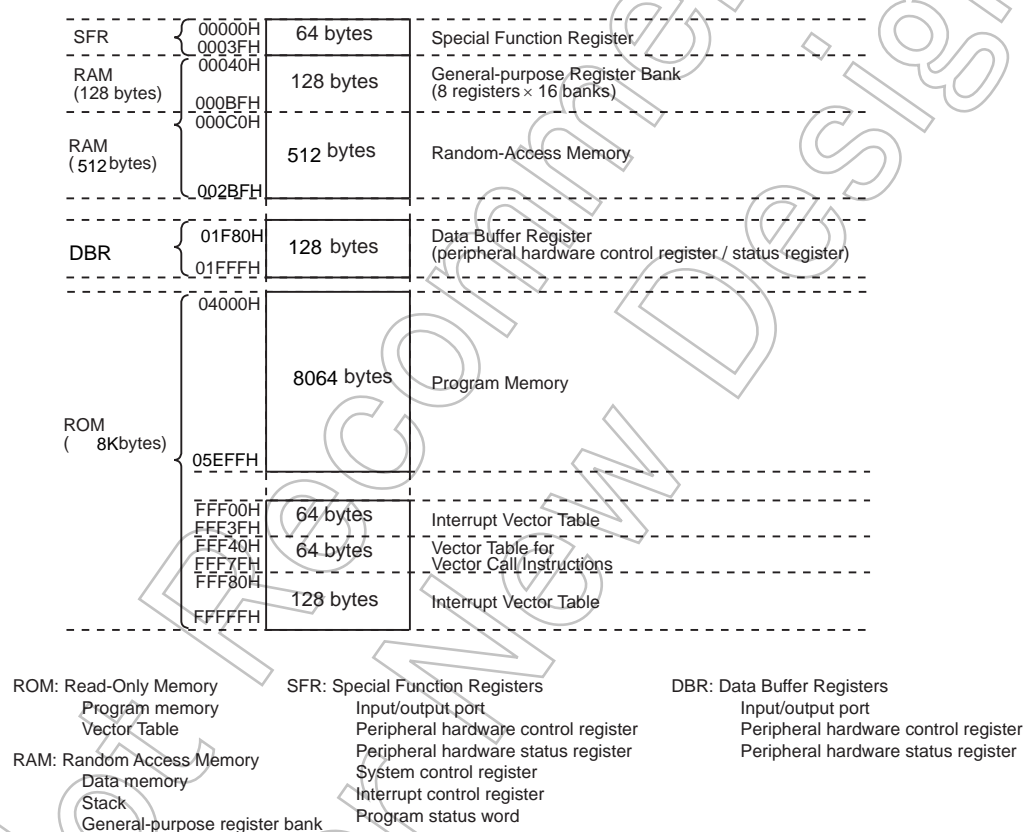 SFR 00000H 64 bytes Special Function Register
0003FH
RAM 00040H 128 bytes General-purpose Register Bank
(128 bytes) (8 registers × 16 banks)
000BFH
000C0H
RAM 512 bytes Random-Access Memory
(512 bytes)
002BFH
01F80H Data Buffer Register
DBR 128 bytes (peripheral hardware control register / status register)
01FFFH
04000H
8064 bytes Program Memory
ROM
( 8Kbytes)
05EFFH
FFF00H 64 bytes Interrupt Vector Table
FFF3FH
FFF40H 64 bytes Vector Table for
FFF7FH Vector Call Instructions
FFF80H
128 bytes Interrupt Vector Table
FFFFFH
ROM: Read-Only Memory
Program memory
Vector Table
RAM: Random Access Memory
Data memory
Stack
General-purpose register bank
SFR: Special Function Registers
Input/output port
Peripheral hardware control register
Peripheral hardware status register
System control register
Interrupt control register
Program status word
DBR: Data Buffer Registers
Input/output port
Peripheral hardware control register
Peripheral hardware status register
Not Recommen
for New Design